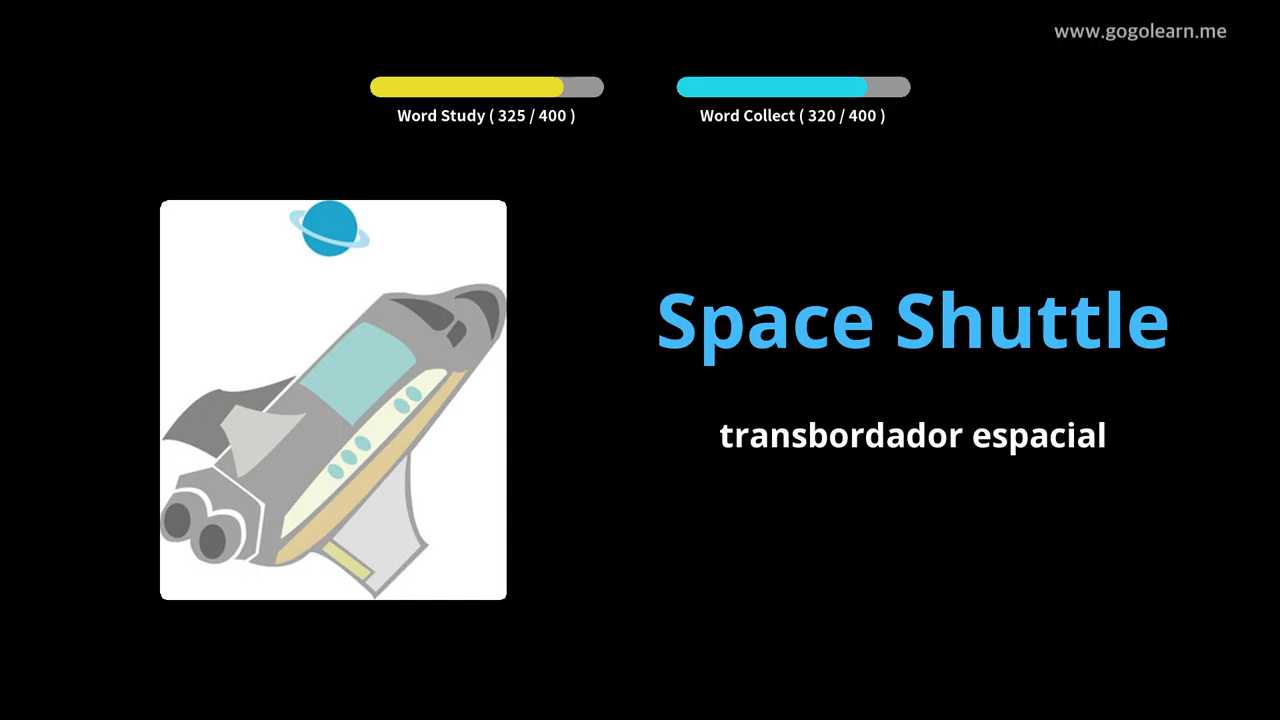 www.gogolearn.me
Word Study ( 325 / 400 )
Word Collect ( 320 / 400 )
Space Shuttle
transbordador espacial